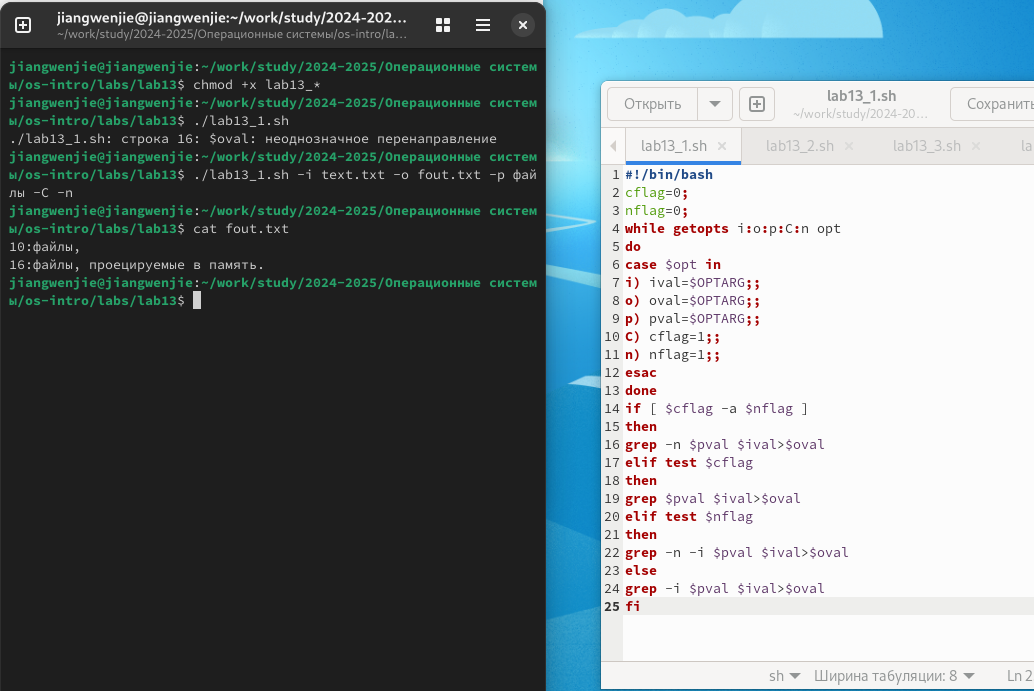 jiangwenjie@jiangwenjie:~/work/study/2024-202...
~/work/study/2024-2025/Операционные системы/os-intro/la...
jiangwenjie@jiangwenjie:~/work/study/2024-2025/Операционные систем
ы/os-intro/labs/lab13$ chmod +x lab13_*
jiangwenjie@jiangwenjie:~/work/study/2024-2025/Операционные систем
ы/os-intro/labs/lab13$ ./lab13_1.sh
./lab13_1.sh: строка 16: $oval: неоднозначное перенаправление
jiangwenjie@jiangwenjie:~/work/study/2024-2025/Операционные систем
ы/os-intro/labs/lab13$ ./lab13_1.sh -i text.txt -o fout.txt -p фай
лы -C -n
jiangwenjie@jiangwenjie:~/work/study/2024-2025/Операционные систем
ы/os-intro/labs/lab13$ cat fout.txt
10:файлы,
16:файлы, проецируемые в память.
jiangwenjie@jiangwenjie:~/work/study/2024-2025/Операционные систем
ы/os-intro/labs/lab13$
Открыть
lab13_1.sh
~/work/study/2024-20...
Сохранить
lab13_1.sh × lab13_2.sh × lab13_3.sh × la
1 #!/bin/bash
2 cflag=0;
3 nflag=0;
4 while getopts i:o:p:C:n opt
5 do
6 case $opt in
7 i) ival=$OPTARG;;
8 o) oval=$OPTARG;;
9 p) pval=$OPTARG;;
10 C) cflag=1;;
11 n) nflag=1;;
12 esac
13 done
14 if [ $cflag -a $nflag ]
15 then
16 grep -n $pval $ival>$oval
17 elif test $cflag
18 then
19 grep $pval $ival>$oval
20 elif test $nflag
21 then
22 grep -n -i $pval $ival>$oval
23 else
24 grep -i $pval $ival>$oval
25 fi
sh Ширина табуляции: 8 Ln 2